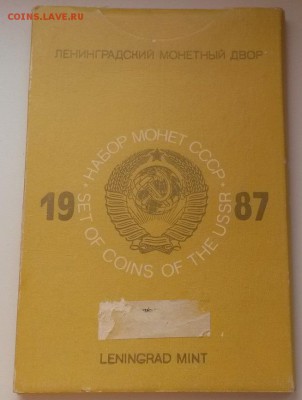 COINS.LAVE.RU
ЛЕНИНГРАДСКИЙ МОНЕТНЫЙ ДВОР
НАБОР МОНЕТ СССР
19 87
SET OF COINS OF THE USSR
LENINGRAD MINT